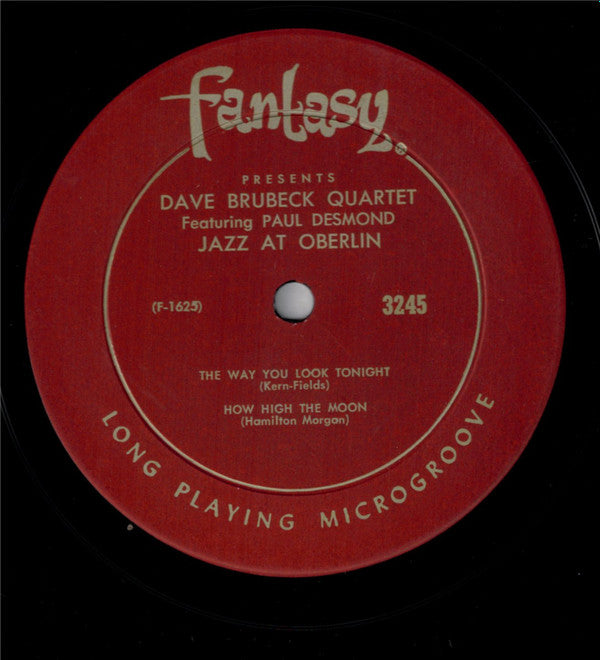 fantasy®
PRESENTS
DAVE BRUBECK QUARTET
Featuring PAUL DESMOND
JAZZ AT OBERLIN
(F-1625)
3245
THE WAY YOU LOOK TONIGHT
(Kern-Fields)
HOW HIGH THE MOON
(Hamilton Morgan)
LONG PLAYING MICROGROOVE